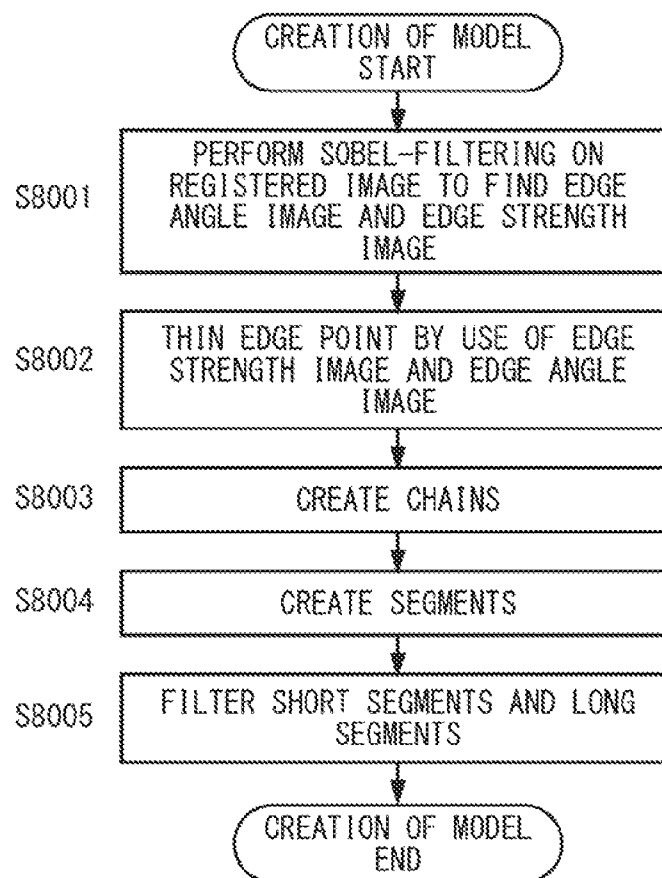 CREATION OF MODEL
START
S8001
PERFORM SOBEL-FILTERING ON
REGISTERED IMAGE TO FIND EDGE
ANGLE IMAGE AND EDGE STRENGTH
IMAGE
S8002
THIN EDGE POINT BY USE OF EDGE
STRENGTH IMAGE AND EDGE ANGLE
IMAGE
S8003
CREATE CHAINS
S8004
CREATE SEGMENTS
S8005
FILTER SHORT SEGMENTS AND LONG
SEGMENTS
CREATION OF MODEL
END